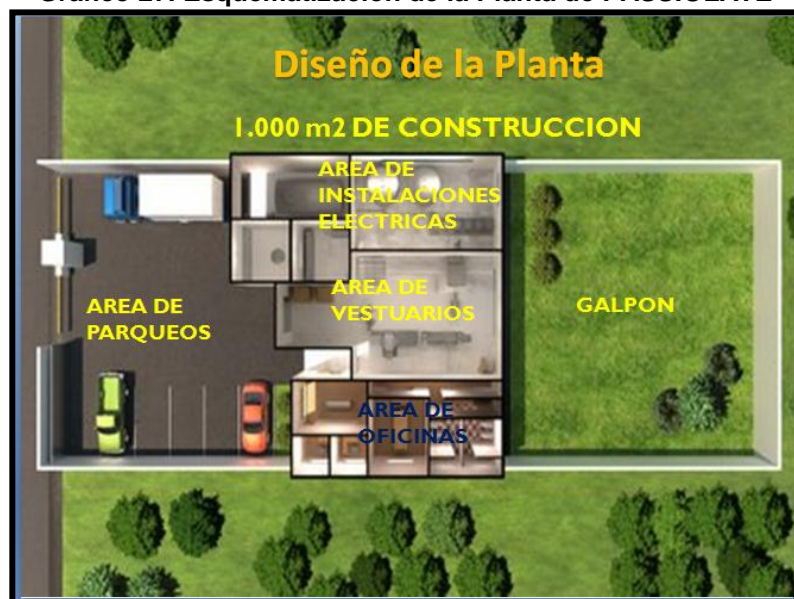 Diseño de la Planta
1.000 m2 DE CONSTRUCCION
AREA DE
INSTALACIONES
ELECTRICAS
AREA DE
VESTUARIOS
AREA DE
PARQUEOS
GALPON
AREA DE
OFICINAS